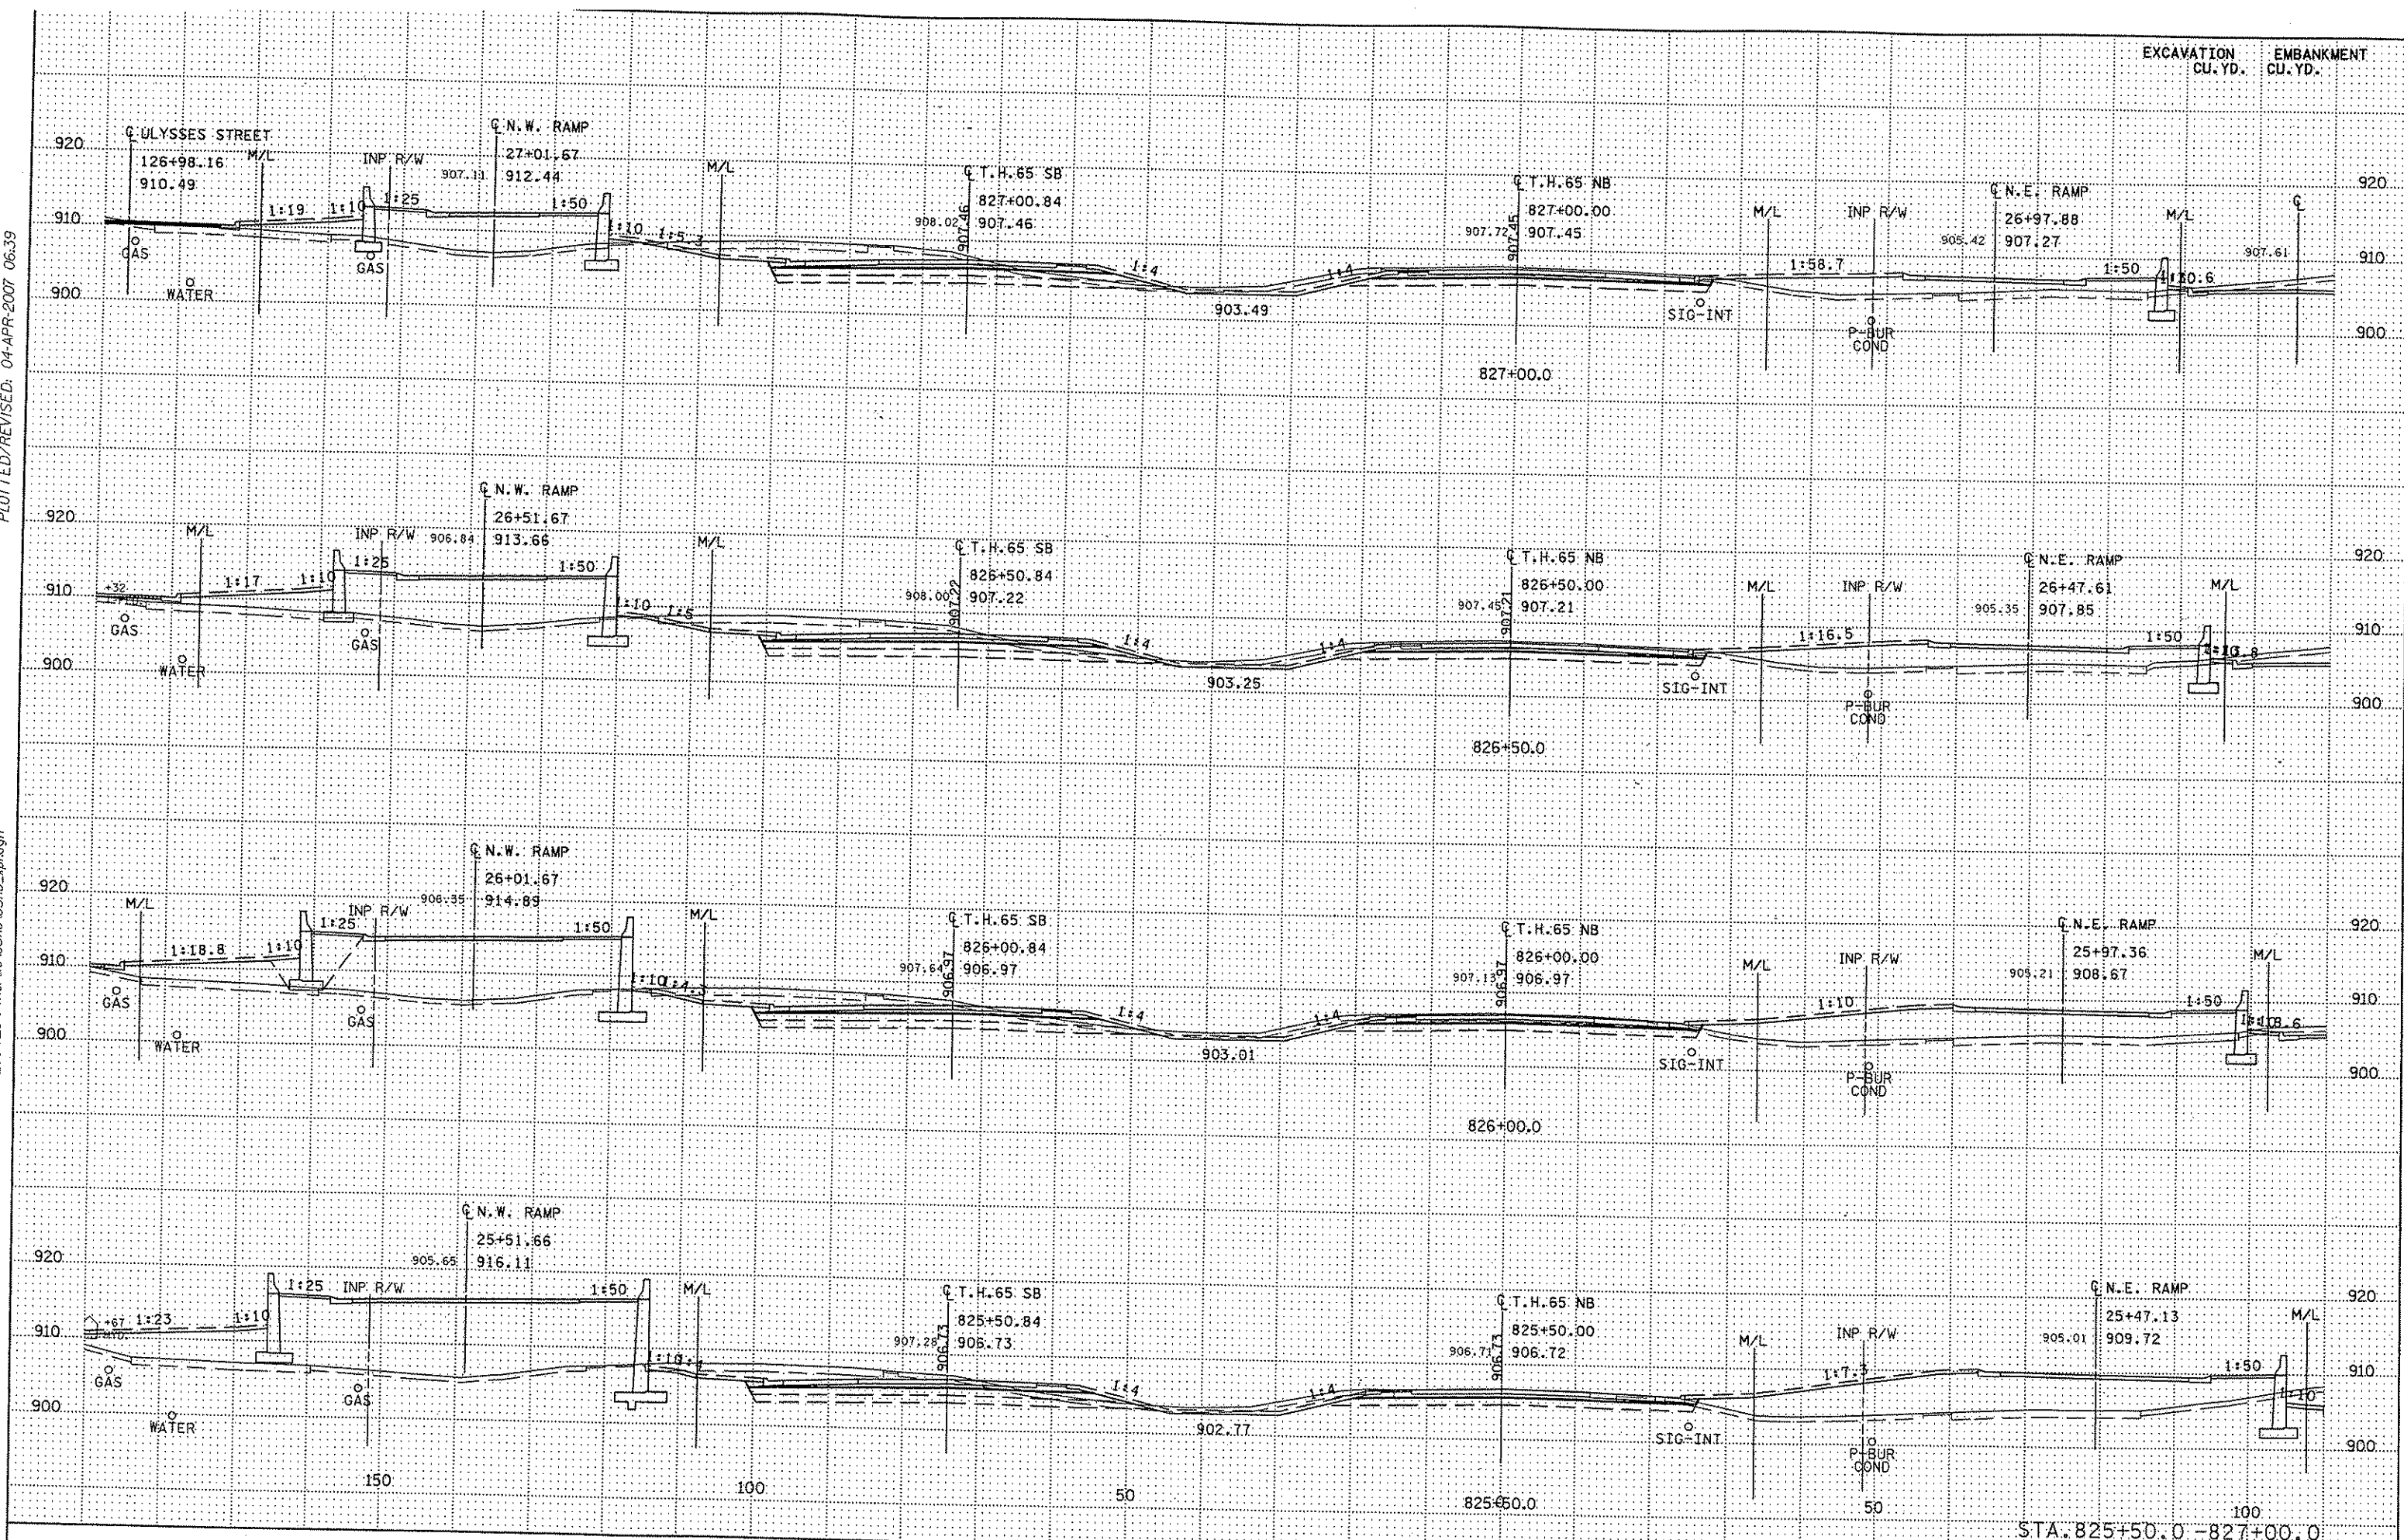 EXCAVATION EMBANKMENT
CU.YD. CU.YD.
PLOTTED/REVISED: 04-APR-2007 06:39
℄ ULYSSES STREET
126+98.16
910.49
M/L
INP R/W
℄ N.W. RAMP
27+01.67
907.11 912.44
M/L
℄ T.H.65 SB
827+00.84
908.02 907.46 907.46
℄ T.H.65 NB
827+00.00
907.72 907.45 907.45
M/L
INP R/W
℄ N.E. RAMP
26+97.88
905.42 907.27
M/L
℄
907.61
920 920
910 910
900 900
1:19 1:10 1:25 1:50 1:10 1:5.3 1:4 1:4 1:58.7 1:50
GAS
WATER
GAS
903.49
SIG-INT
P-BUR
COND
827+00.0
M/L
INP R/W
℄ N.W. RAMP
26+51.67
906.84 913.66
M/L
℄ T.H.65 SB
826+50.84
908.00 907.22 907.22
℄ T.H.65 NB
826+50.00
907.45 907.21 907.21
M/L
INP R/W
℄ N.E. RAMP
26+47.61
905.35 907.85
M/L
920 920
910 910
900 900
+32
1:17 1:10 1:25 1:50 1:10 1:5 1:4 1:4 1:16.5 1:50
GAS
WATER
GAS
903.25
SIG-INT
P-BUR
COND
826+50.0
M/L
INP R/W
℄ N.W. RAMP
26+01.67
906.35 914.89
M/L
℄ T.H.65 SB
826+00.84
907.64 906.97 906.97
℄ T.H.65 NB
826+00.00
907.13 906.97 906.97
M/L
INP R/W
℄ N.E. RAMP
25+97.36
905.21 908.67
M/L
920 920
910 910
900 900
1:18.8 1:10 1:25 1:50 1:10 1:4.3 1:4 1:4 1:10 1:50
GAS
WATER
GAS
903.01
SIG-INT
P-BUR
COND
826+00.0
℄ N.W. RAMP
25+51.66
905.65 916.11
INP R/W
M/L
℄ T.H.65 SB
825+50.84
907.28 906.73 906.73
℄ T.H.65 NB
825+50.00
906.71 906.73 906.72
M/L
INP R/W
℄ N.E. RAMP
25+47.13
905.01 909.72
M/L
920 920
910 910
900 900
+67
HYD.
1:23 1:10 1:25 1:50 1:10 1:4 1:4 1:4 1:7.3 1:50 1:10
GAS
WATER
GAS
902.77
SIG-INT
P-BUR
COND
150 100 50 825+50.0 50 100
STA.825+50.0 -827+00.0